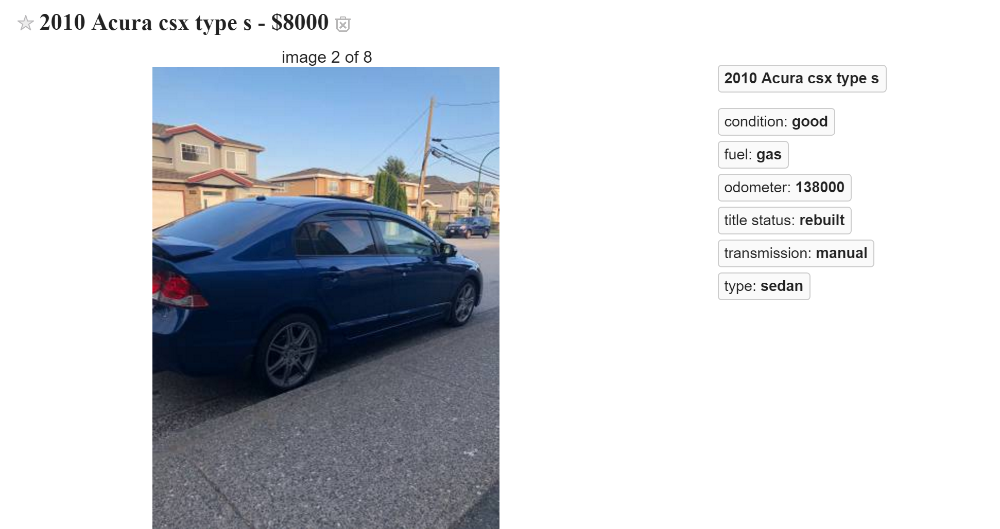 2010 Acura csx type s - $8000
image 2 of 8
2010 Acura csx type s
condition: good
fuel: gas
odometer: 138000
title status: rebuilt
transmission: manual
type: sedan